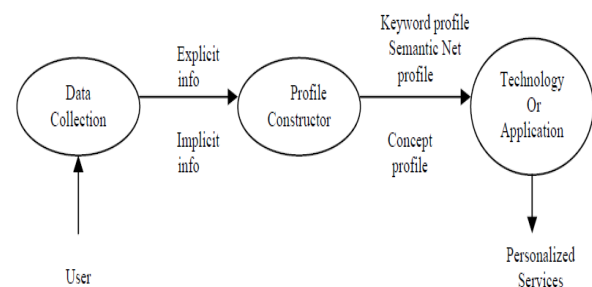 Data
Collection
Explicit
info
Implicit
info
Profile
Constructor
Keyword profile
Semantic Net
profile
Concept
profile
Technology
Or
Application
User
Personalized
Services